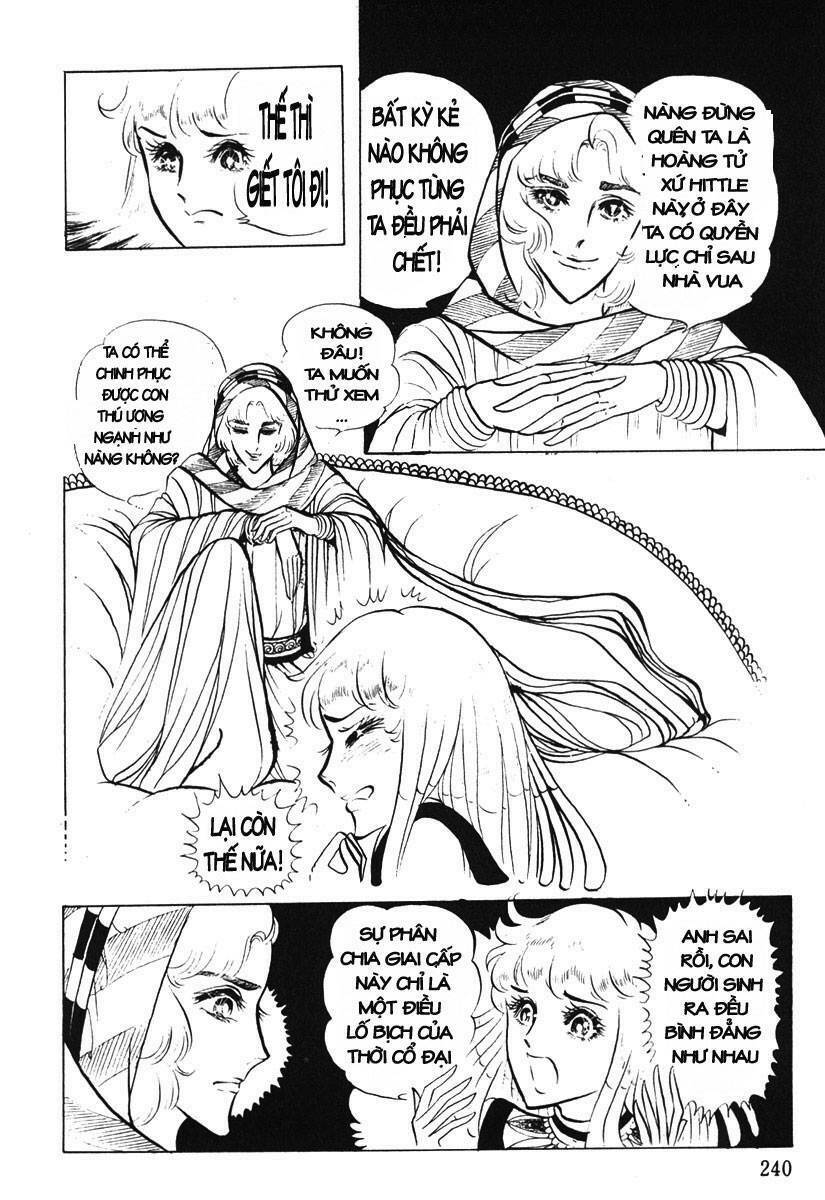 NÀNG ĐỪNG
QUÊN TA LÀ
HOÀNG TỬ
XỨ HITTLE
NÀY, Ở ĐÂY
TA CÓ QUYỀN
LỰC CHỈ SAU
NHÀ VUA
BẤT KỲ KẺ
NÀO KHÔNG
PHỤC TÙNG
TA ĐỀU PHẢI
CHẾT!
THẾ THÌ
GIẾT TÔI ĐI!
KHÔNG
ĐÂU!
TA MUỐN
THỬ XEM
...
TA CÓ THỂ
CHINH PHỤC
ĐƯỢC CON
THÚ ƯƠNG
NGẠNH NHƯ
NÀNG KHÔNG?
LẠI CÒN
THẾ NỮA!
ANH SAI
RỒI, CON
NGƯỜI SINH
RA ĐỀU
BÌNH ĐẲNG
NHƯ NHAU
SỰ PHÂN
CHIA GIAI CẤP
NÀY CHỈ LÀ
MỘT ĐIỀU
LỐ BỊCH CỦA
THỜI CỔ ĐẠI
240